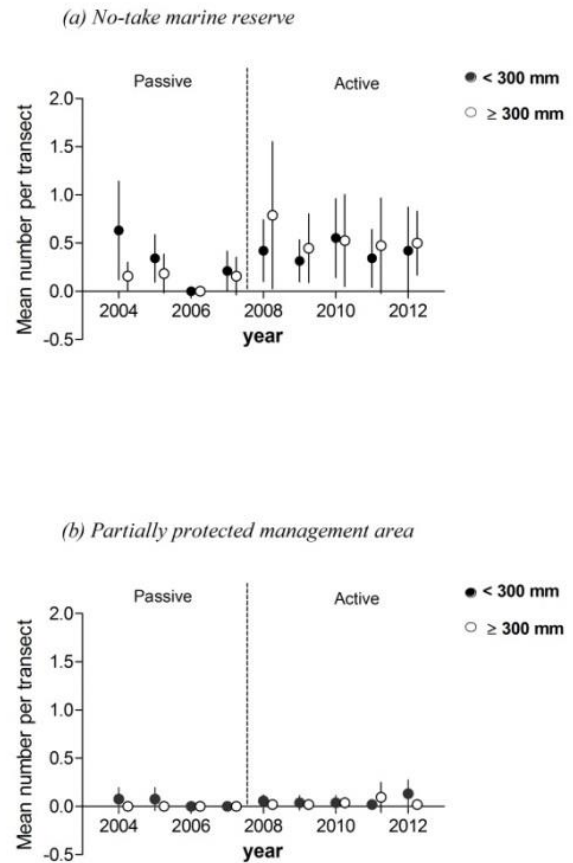 (a) No-take marine reserve
Passive Active
● < 300 mm
○ ≥ 300 mm
Mean number per transect
2.0
1.5
1.0
0.5
0.0
-0.5
2004 2006 2008 2010 2012
year
(b) Partially protected management area
Passive Active
● < 300 mm
○ ≥ 300 mm
Mean number per transect
2.0
1.5
1.0
0.5
0.0
-0.5
2004 2006 2008 2010 2012
year